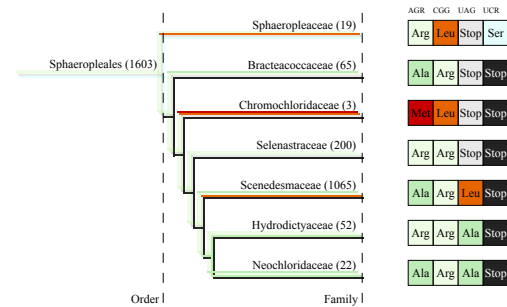 AGR CGG UAG UCR
Sphaeropleaceae (19) Arg Leu Stop Ser
Sphaeropleales (1603)
Bracteacoccaceae (65) Ala Arg Stop Stop
Chromochloridaceae (3) Met Leu Stop Stop
Selenastraceae (200) Arg Arg Stop Stop
Scenedesmaceae (1065) Ala Arg Leu Stop
Hydrodictyaceae (52) Arg Arg Ala Stop
Neochloridaceae (22) Ala Arg Ala Stop
Order Family